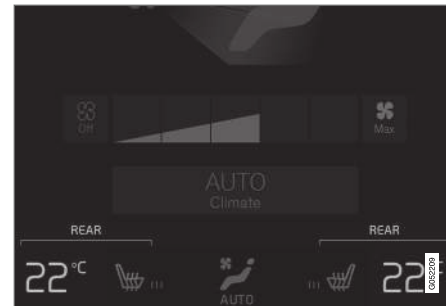 Off
Max
AUTO
Climate
REAR REAR
22°C 22°
AUTO
G052209